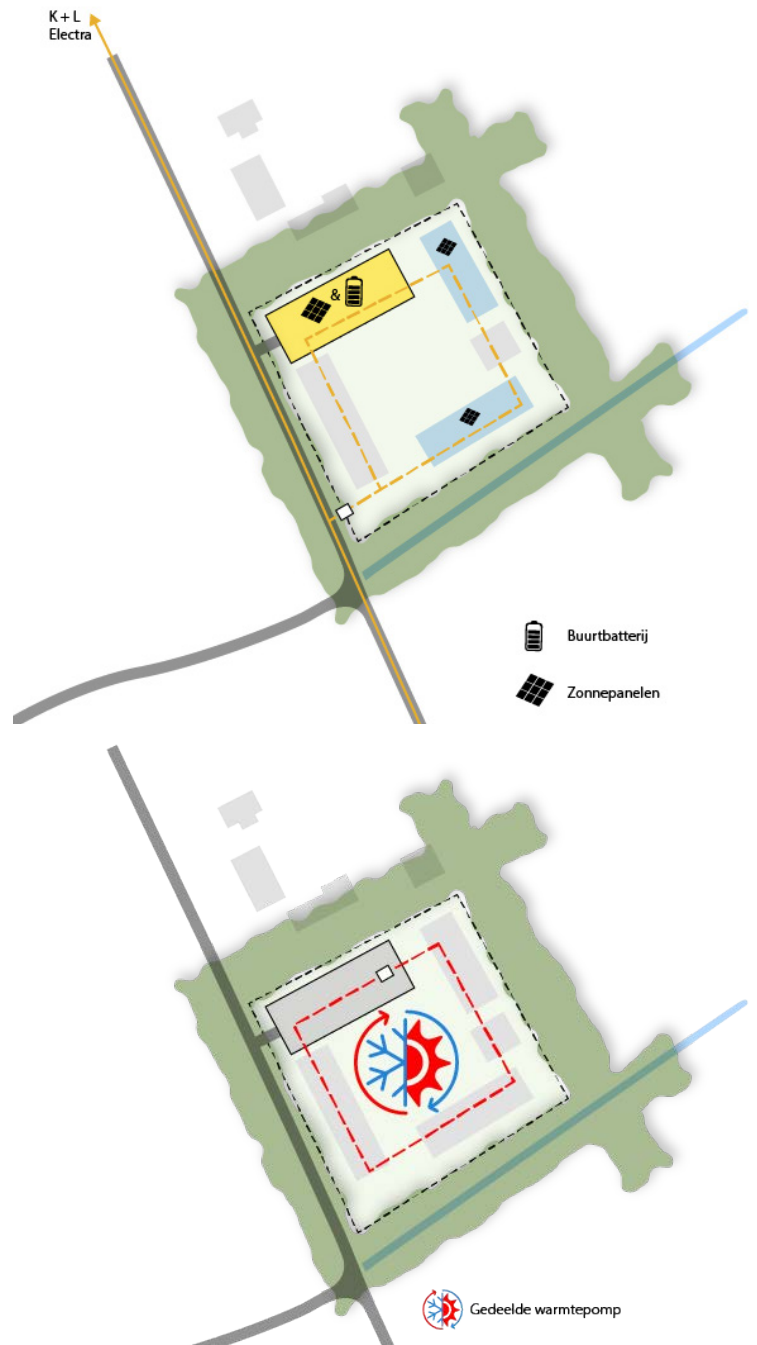 K + L
Electra
&
Buurtbatterij
Zonnepanelen
Gedeelde warmtepomp